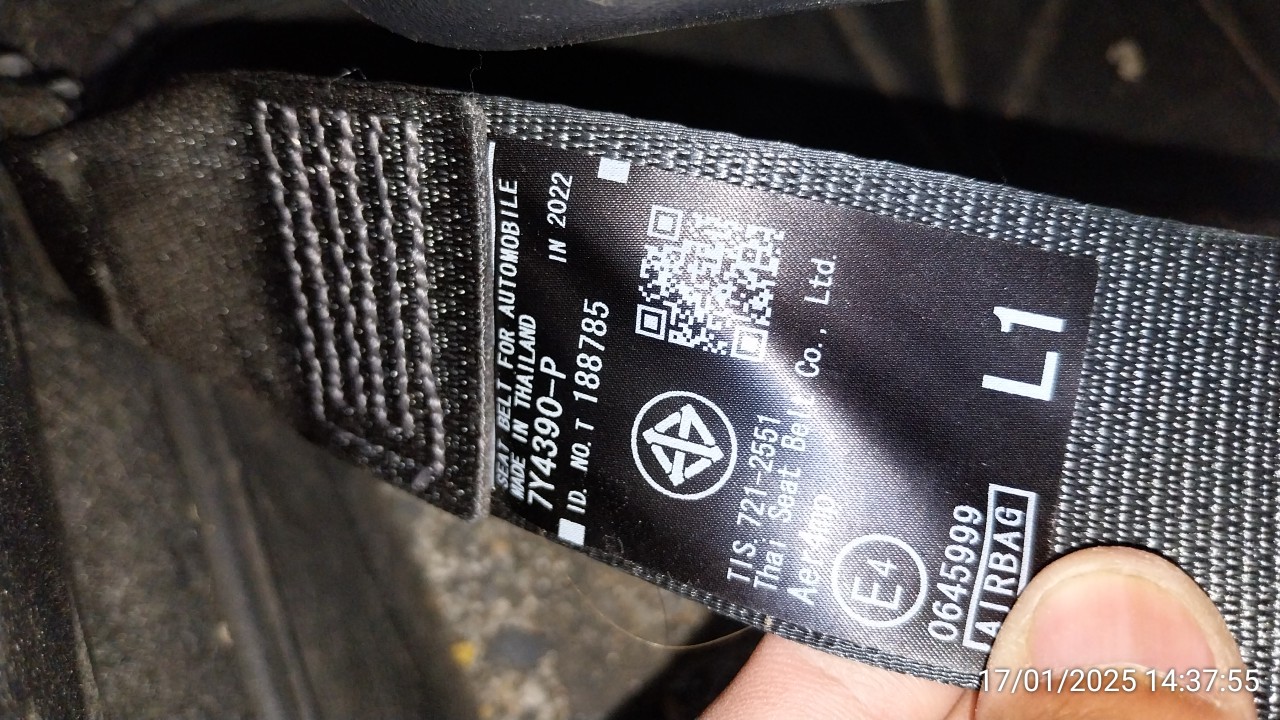 SEAT BELT FOR AUTOMOBILE
MADE IN THAILAND
7Y4390-P
IN 2022
ID. NO. T 188785
TIS 721-2551
Thai Seat Belt Co., Ltd.
Aer4m
E4
0645999
AIRBAG
L1
17/01/2025 14:37:55